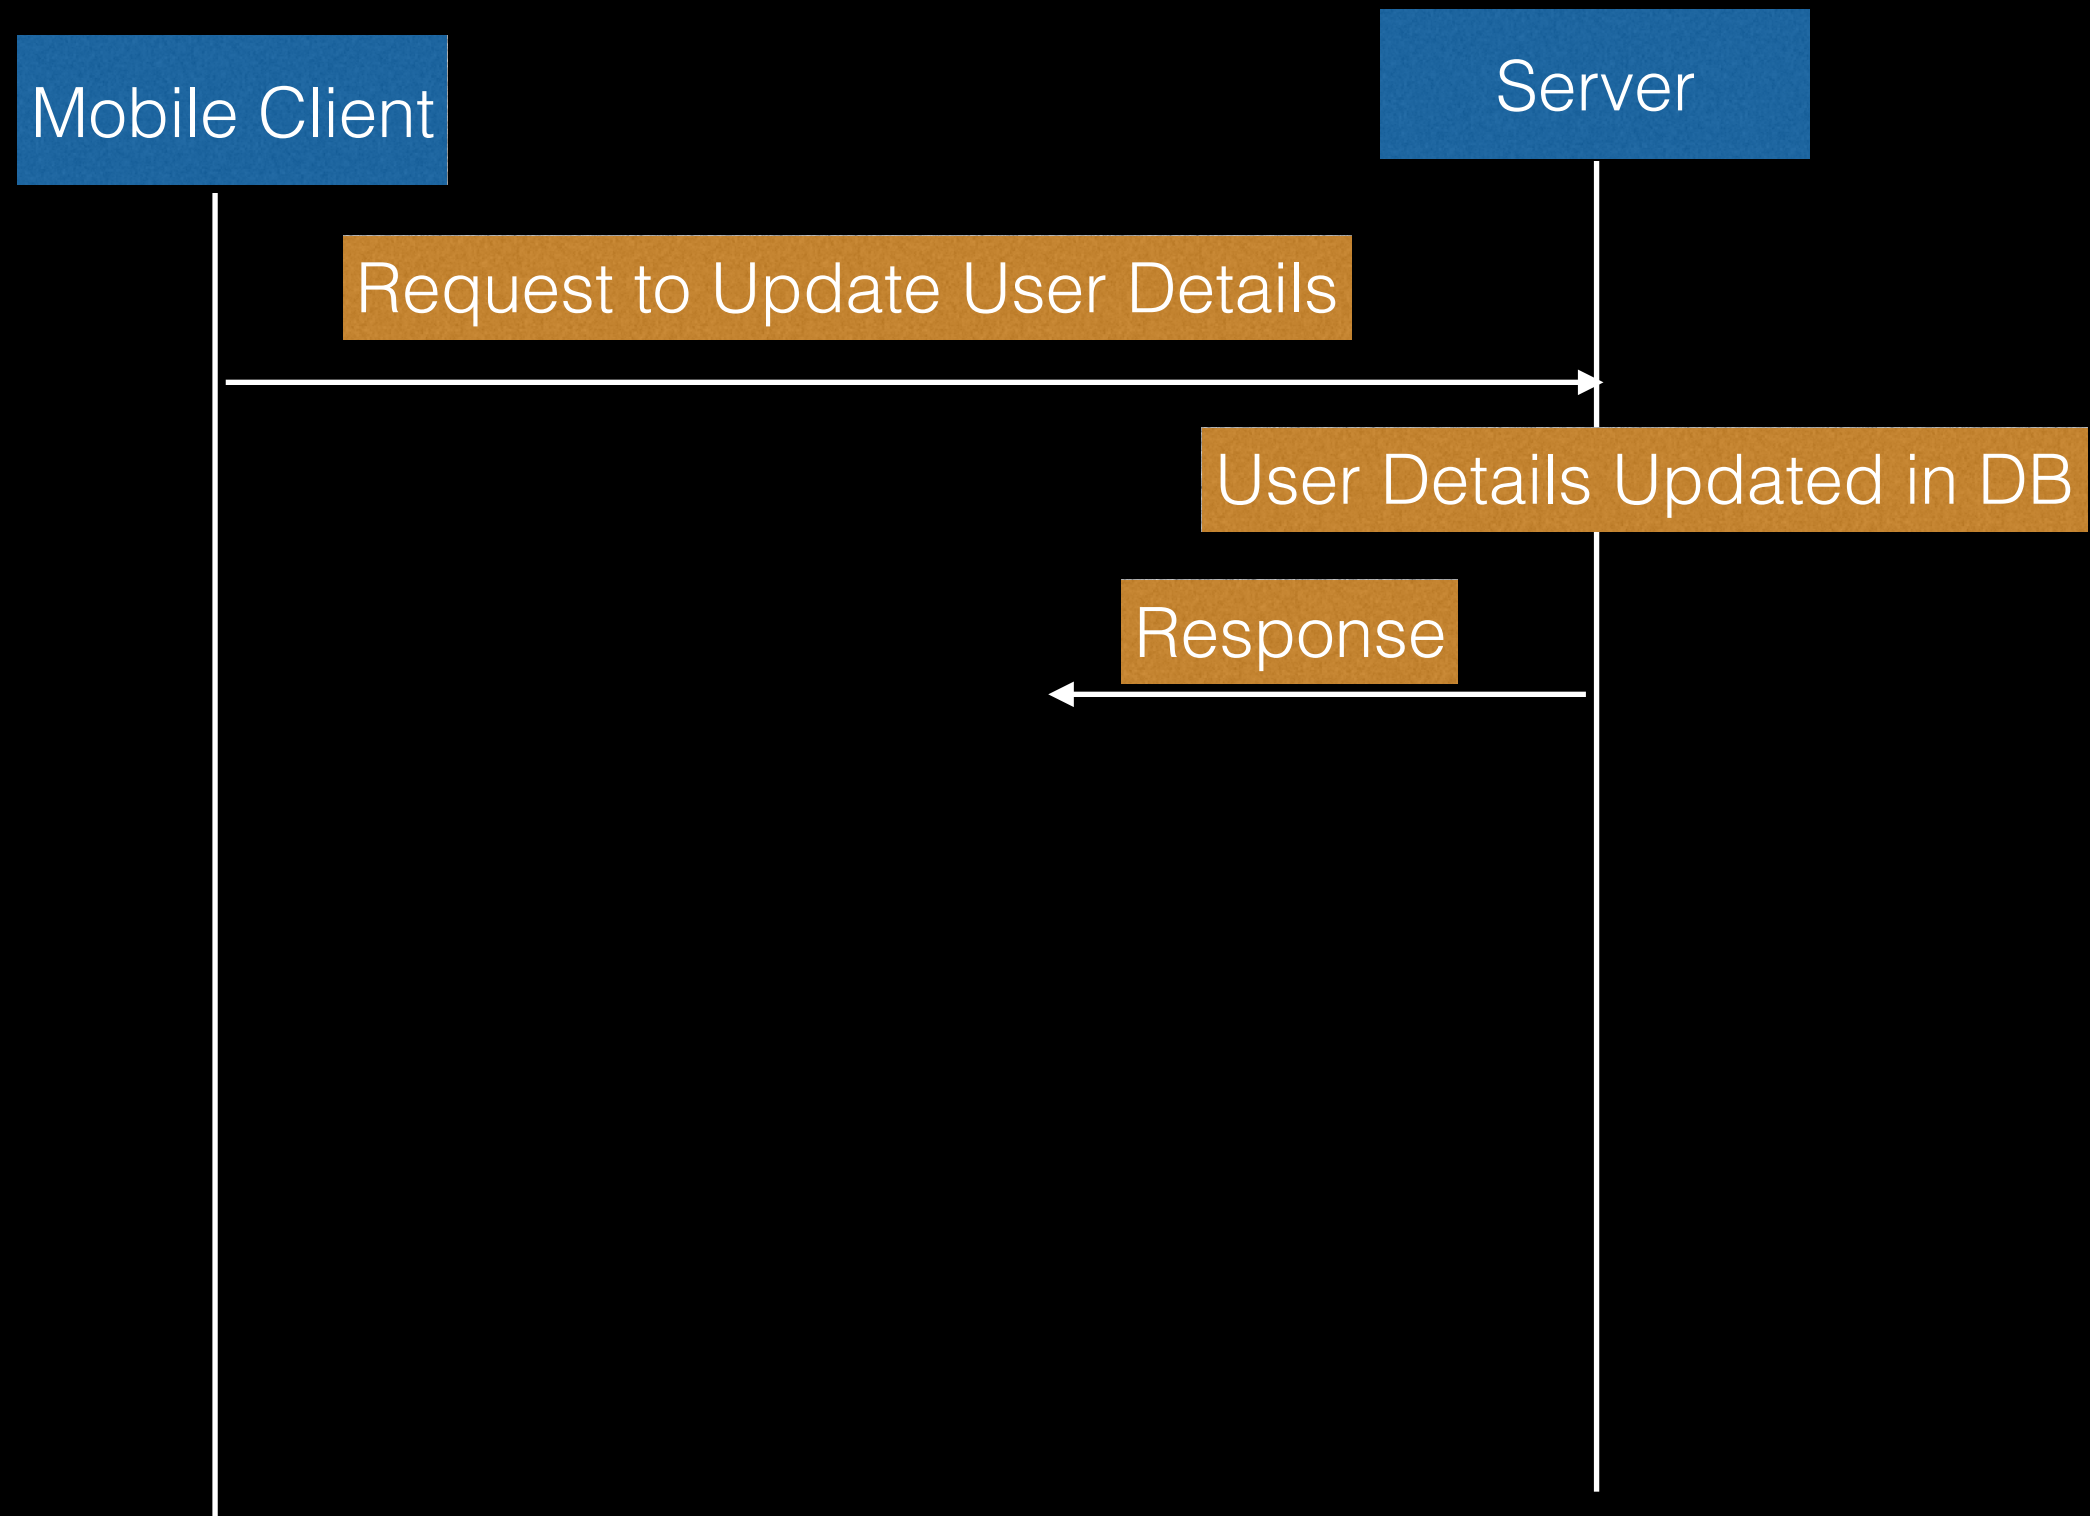 Mobile Client
Server
Request to Update User Details
User Details Updated in DB
Response